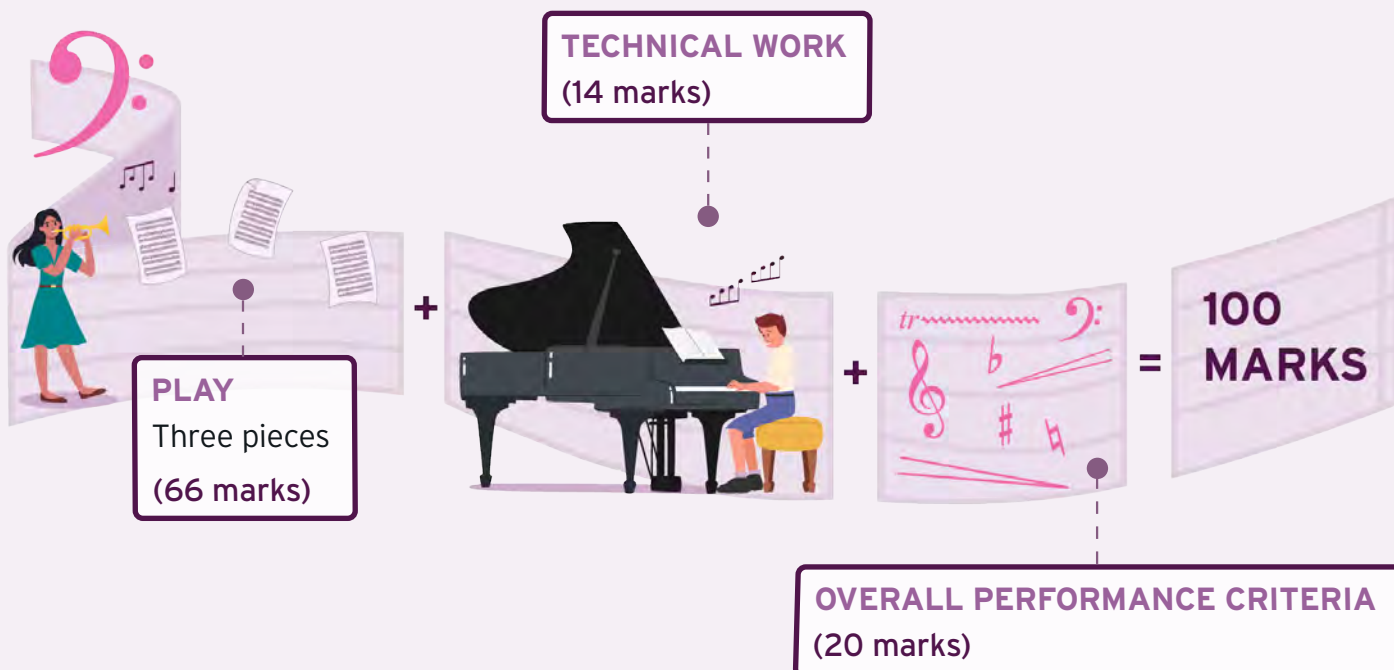 TECHNICAL WORK
(14 marks)
PLAY
Three pieces
(66 marks)
+
+
tr
=
100
MARKS
OVERALL PERFORMANCE CRITERIA
(20 marks)